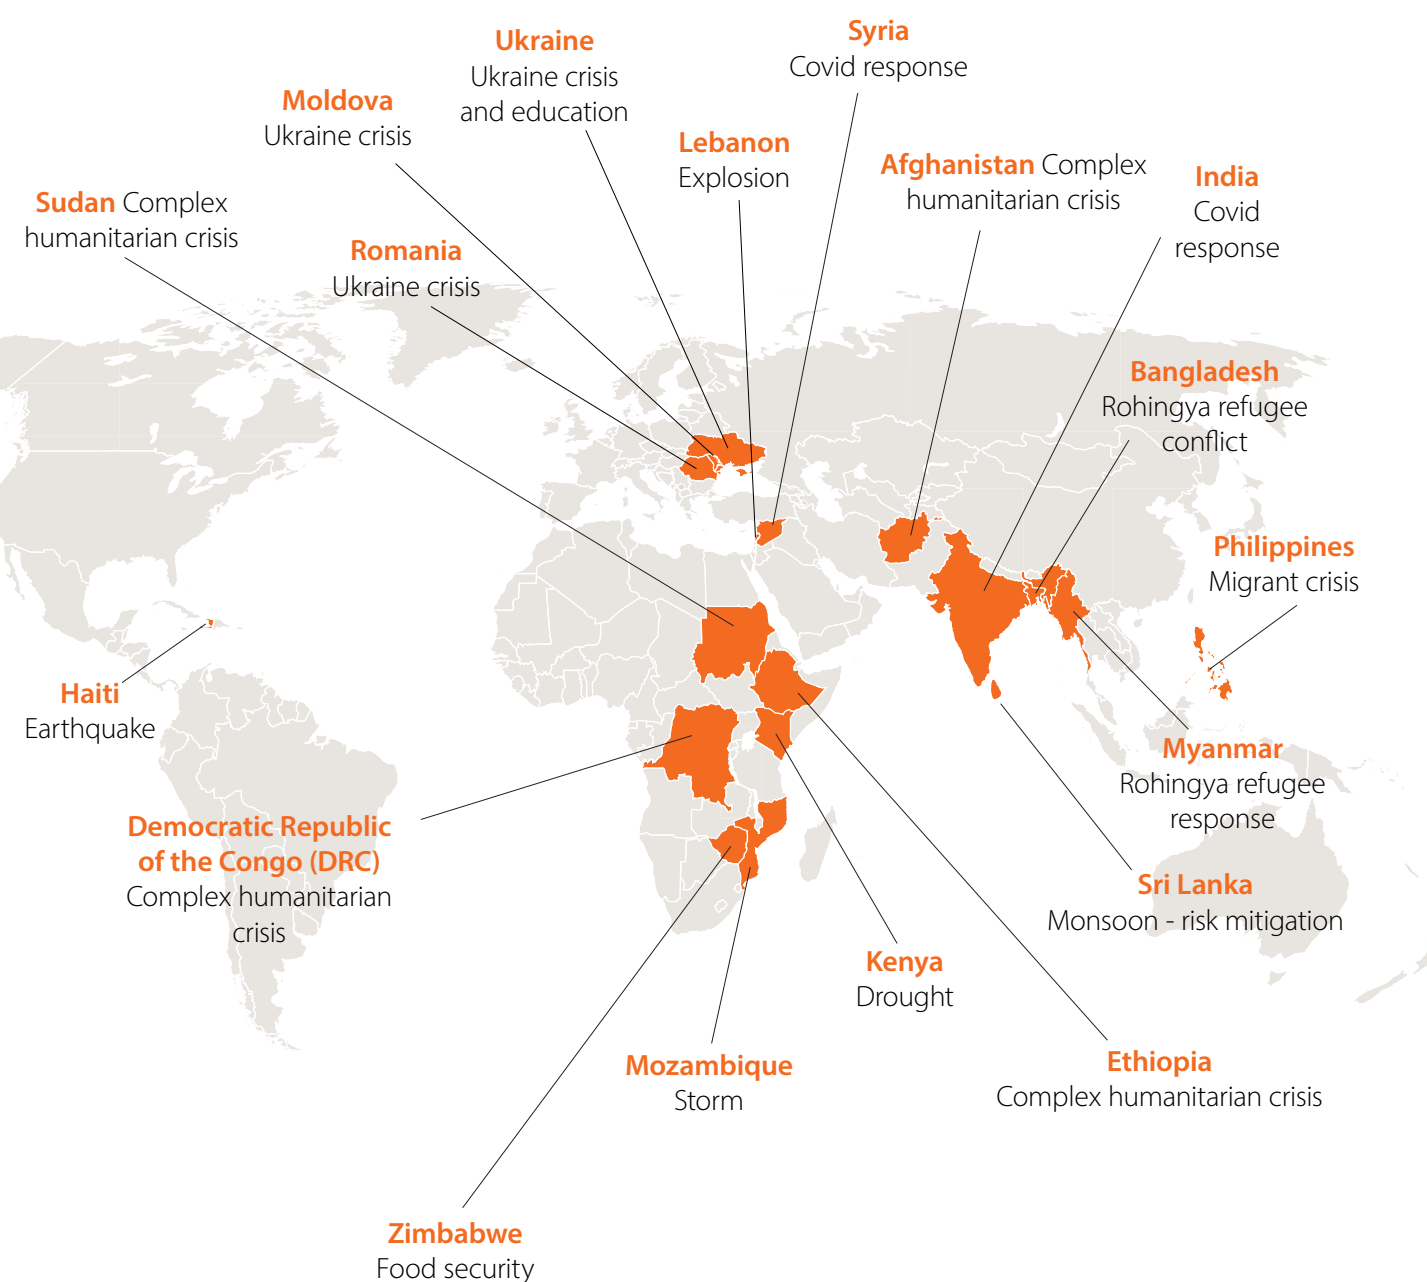 Syria
Covid response
Ukraine
Ukraine crisis
and education
Moldova
Ukraine crisis
Lebanon
Explosion
Afghanistan Complex
humanitarian crisis
India
Covid
response
Sudan Complex
humanitarian crisis
Romania
Ukraine crisis
Bangladesh
Rohingya refugee
conflict
Philippines
Migrant crisis
Haiti
Earthquake
Myanmar
Rohingya refugee
response
Democratic Republic
of the Congo (DRC)
Complex humanitarian
crisis
Sri Lanka
Monsoon - risk mitigation
Kenya
Drought
Mozambique
Storm
Ethiopia
Complex humanitarian crisis
Zimbabwe
Food security